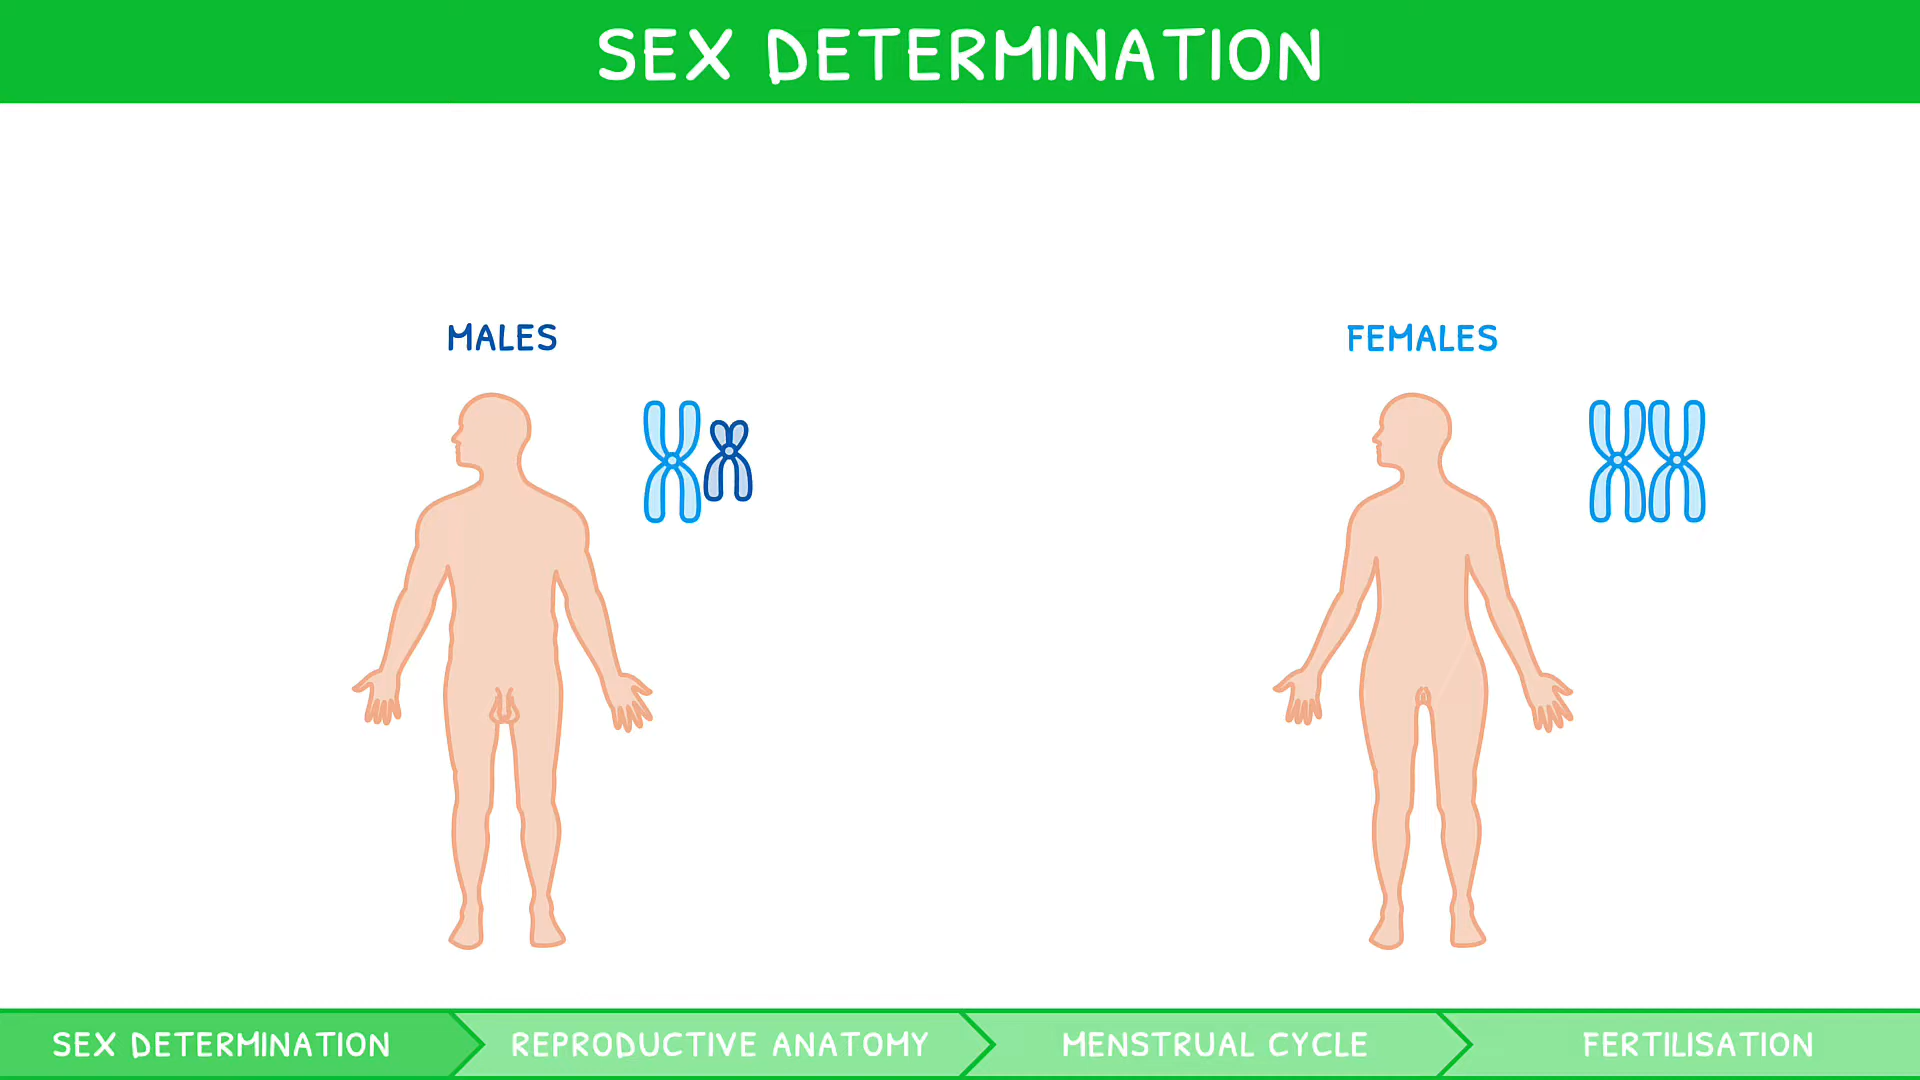 SEX DETERMINATION
MALES
FEMALES
SEX DETERMINATION
REPRODUCTIVE ANATOMY
MENSTRUAL CYCLE
FERTILISATION